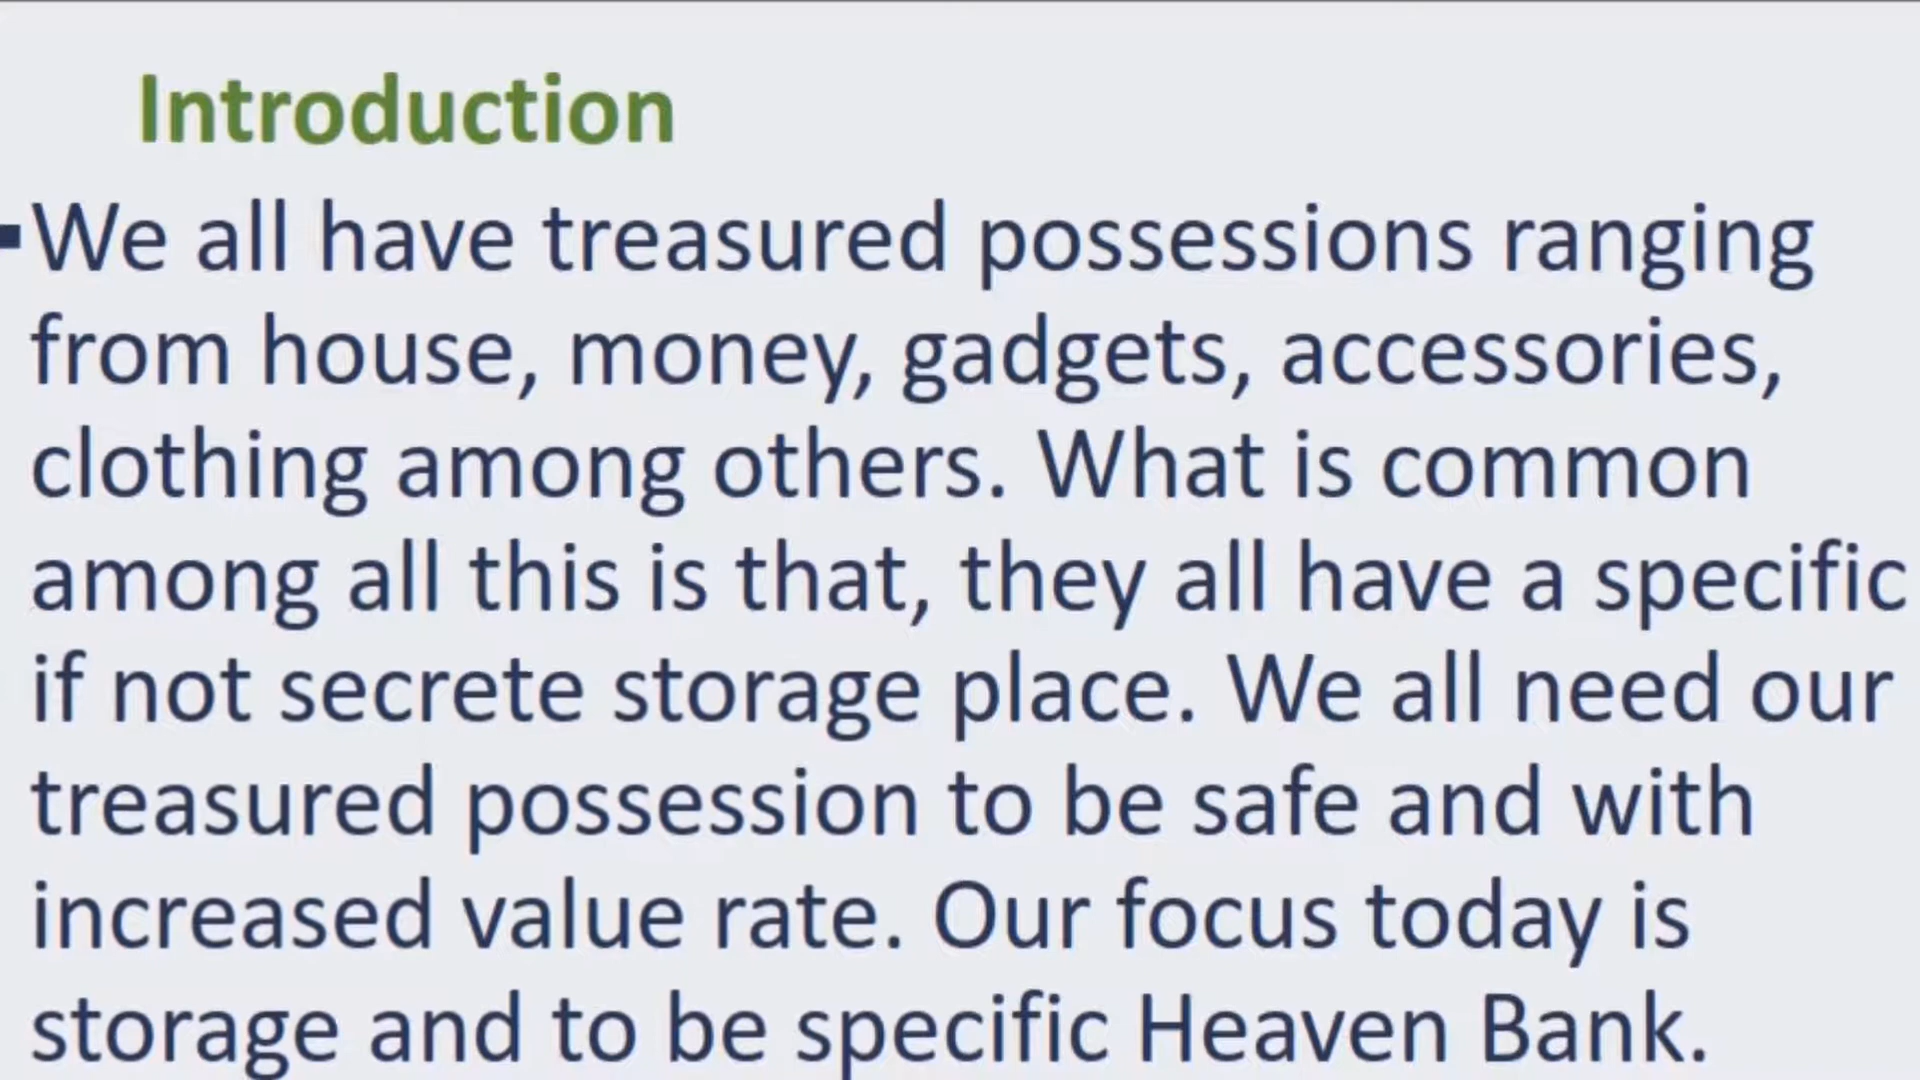 Introduction
▪We all have treasured possessions ranging
from house, money, gadgets, accessories,
clothing among others. What is common
among all this is that, they all have a specific
if not secrete storage place. We all need our
treasured possession to be safe and with
increased value rate. Our focus today is
storage and to be specific Heaven Bank.